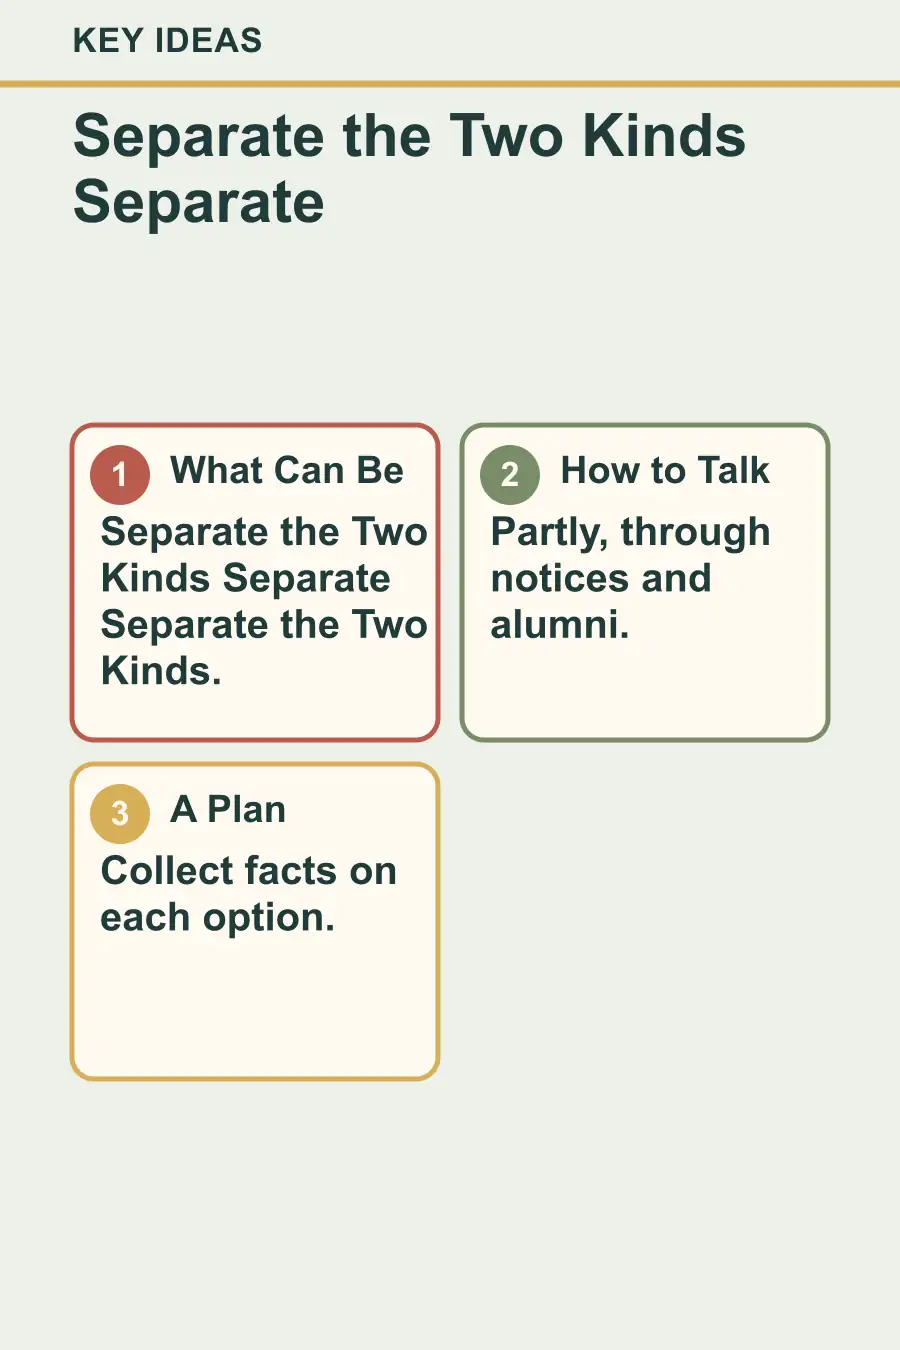 KEY IDEAS
Separate the Two Kinds
Separate
1 What Can Be
Separate the Two
Kinds Separate
Separate the Two
Kinds.
2 How to Talk
Partly, through
notices and
alumni.
3 A Plan
Collect facts on
each option.